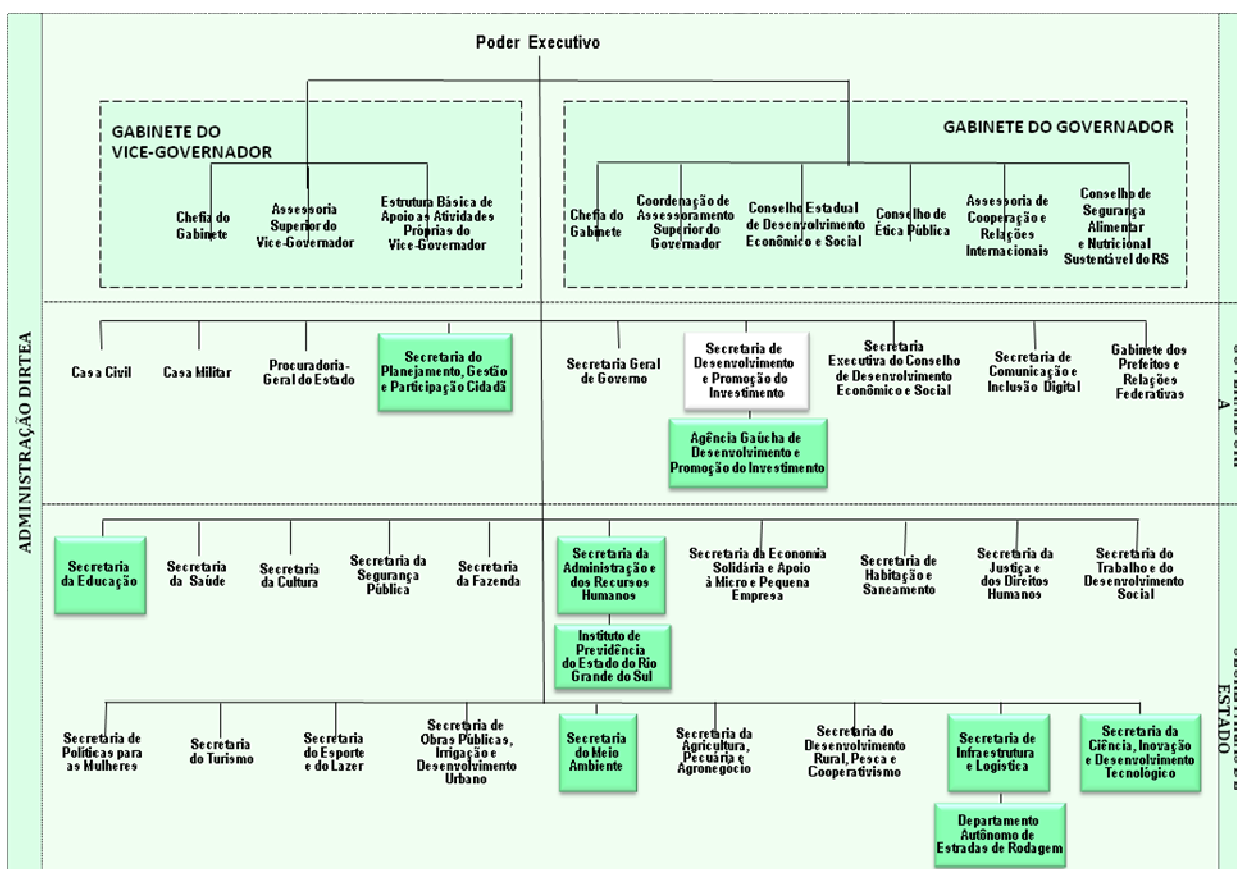 Poder Executivo
GABINETE DO
VICE-GOVERNADOR
Chefia do
Gabinete
Assessoria
Superior do
Vice-Governador
Estrutura Básica de
Apoio as Atividades
Próprias do
Vice-Governador
GABINETE DO GOVERNADOR
Chefia do
Gabinete
Coordenação de
Assessoramento
Superior do
Governador
Conselho Estadual
de Desenvolvimento
Econômico e Social
Conselho de
Ética Pública
Assessoria de
Cooperação e
Relações
Internacionais
Conselho de
Segurança
Alimentar
e Nutricional
Sustentável do RS
ADMINISTRAÇÃO DIRTEA
Casa Civil
Casa Militar
Procuradoria-
Geral do Estado
Secretaria do
Planejamento, Gestão
e Participação Cidadã
Secretaria Geral
de Governo
Secretaria de
Desenvolvimento
e Promoção do
Investimento
Agência Gaúcha de
Desenvolvimento e
Promoção do Investimento
Secretaria
Executiva do Conselho
de Desenvolvimento
Econômico e Social
Secretaria de
Comunicação e
Inclusão Digital
Gabinete dos
Prefeitos e
Relações
Federativas
A
Secretaria
da Educação
Secretaria
da Saúde
Secretaria
da Cultura
Secretaria da
Segurança
Pública
Secretaria
da Fazenda
Secretaria da
Administração e
dos Recursos
Humanos
Instituto de
Previdência
do Estado do Rio
Grande do Sul
Secretaria da Economia
Solidária e Apoio
à Micro e Pequena
Empresa
Secretaria de
Habitação e
Saneamento
Secretaria da
Justiça e
dos Direitos
Humanos
Secretaria do
Trabalho e do
Desenvolvimento
Social
Secretaria de
Políticas para
as Mulheres
Secretaria
do Turismo
Secretaria
do Esporte
e do Lazer
Secretaria de
Obras Públicas,
Irrigação e
Desenvolvimento
Urbano
Secretaria
do Meio
Ambiente
Secretaria da
Agricultura,
Pecuária e
Agronegócio
Secretaria do
Desenvolvimento
Rural, Pesca e
Cooperativismo
Secretaria de
Infraestrutura
e Logística
Departamento
Autônomo de
Estradas de Rodagem
Secretaria da
Ciência, Inovação
e Desenvolvimento
Tecnológico
ESTADO